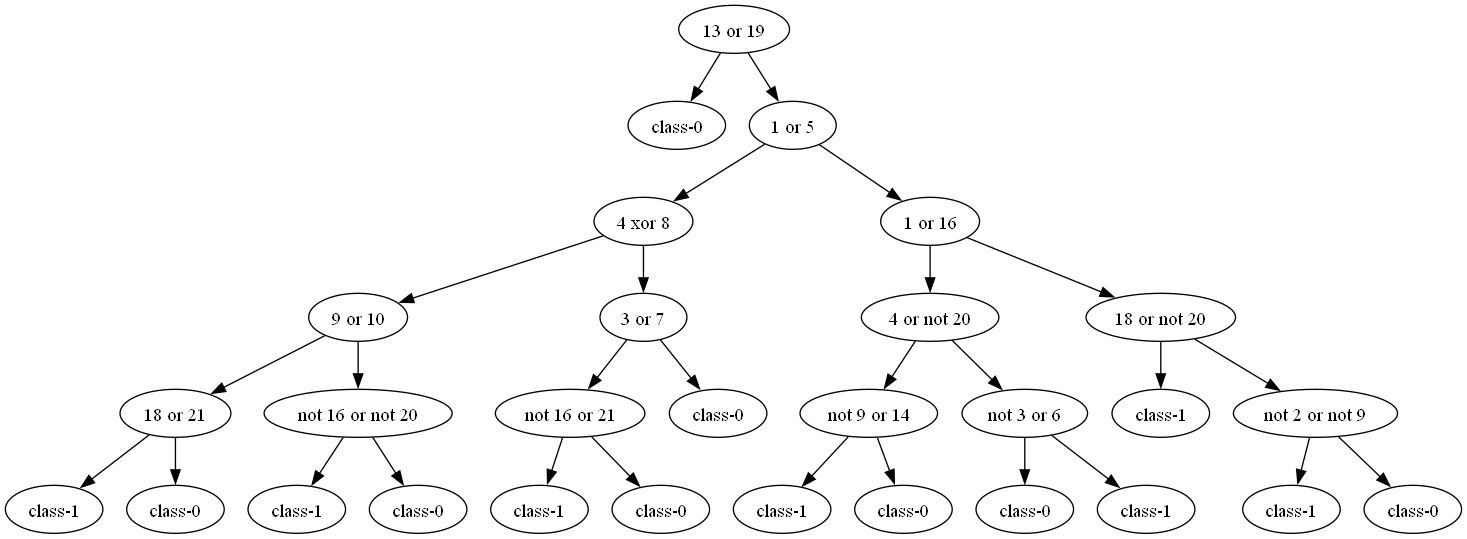 13 or 19
class-0
1 or 5
4 xor 8
1 or 16
9 or 10
3 or 7
4 or not 20
18 or not 20
18 or 21
not 16 or not 20
not 16 or 21
class-0
not 9 or 14
not 3 or 6
class-1
not 2 or not 9
class-1
class-0
class-1
class-0
class-1
class-0
class-1
class-0
class-0
class-1
class-1
class-0